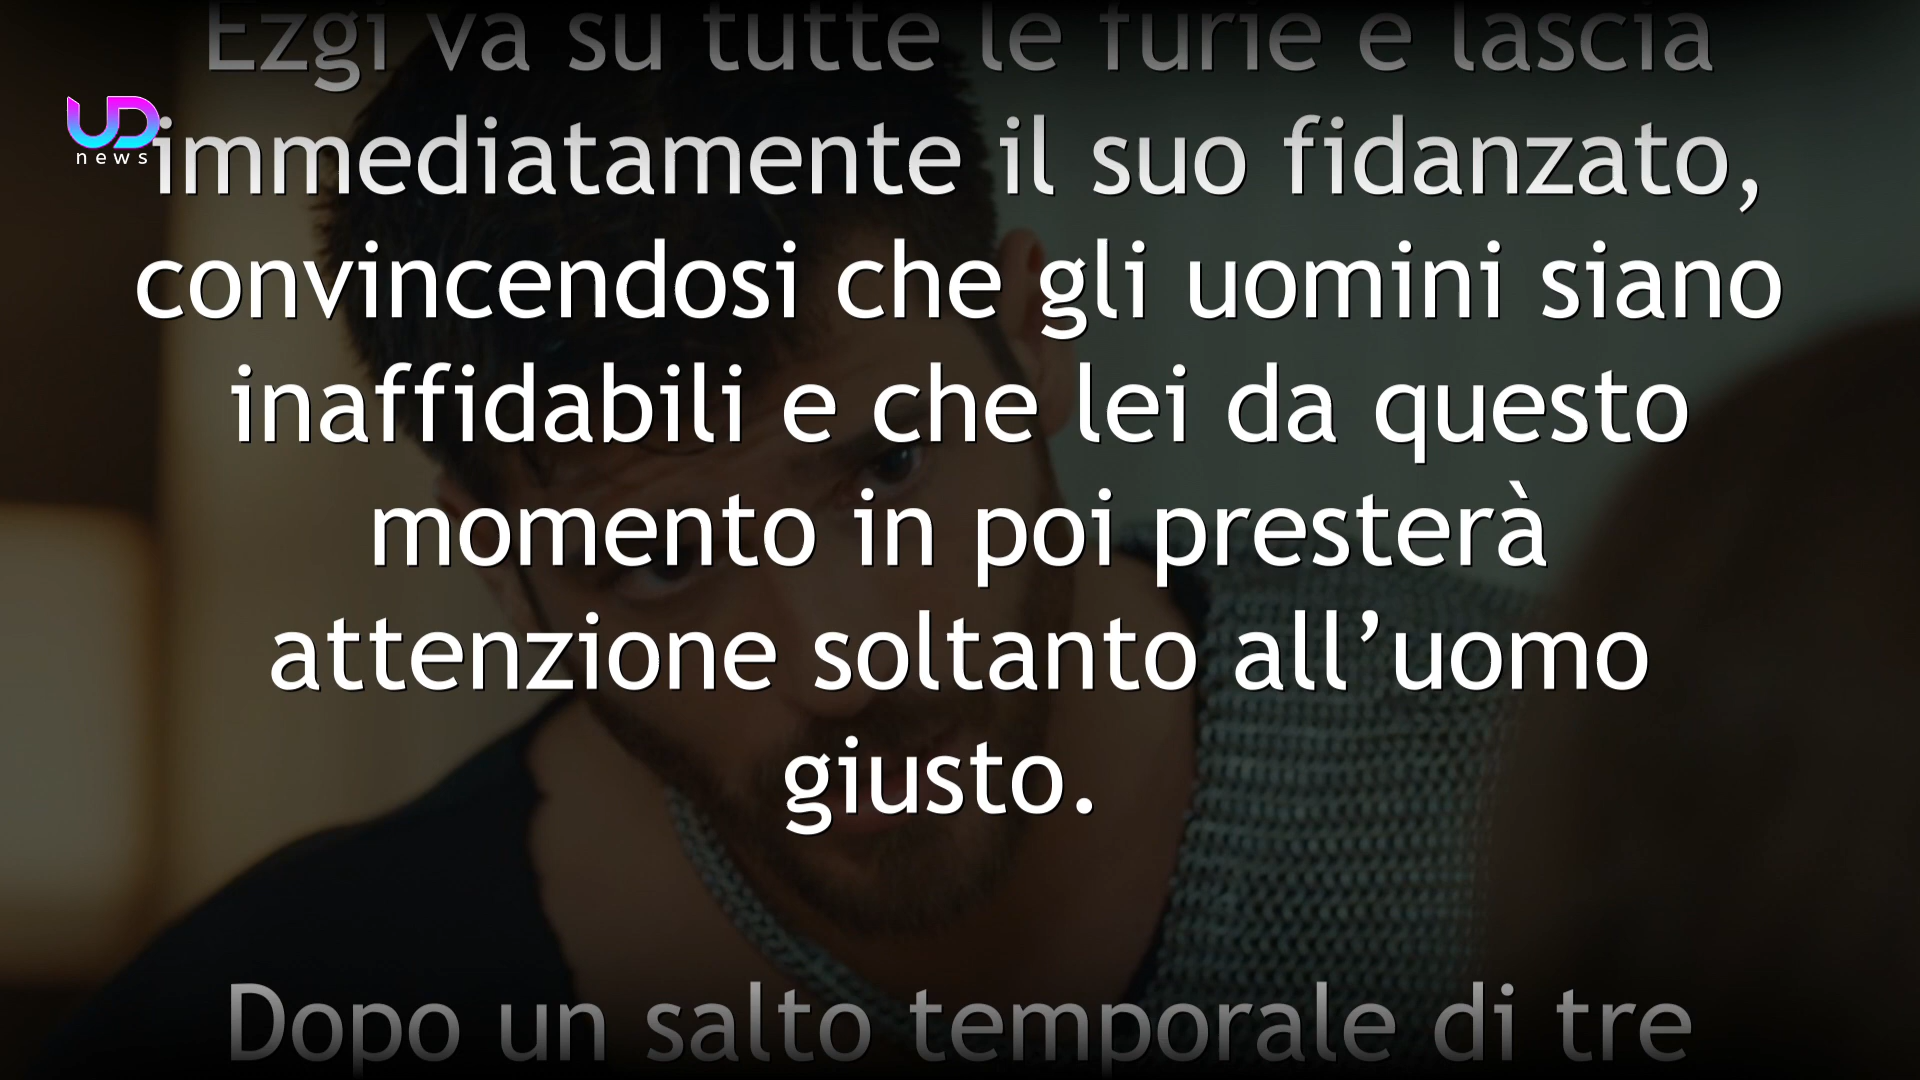 Ezgi va su tutte le furie e lascia
UD
news
immediatamente il suo fidanzato,
convincendosi che gli uomini siano
inaffidabili e che lei da questo
momento in poi presterà
attenzione soltanto all’uomo
giusto.
Dopo un salto temporale di tre